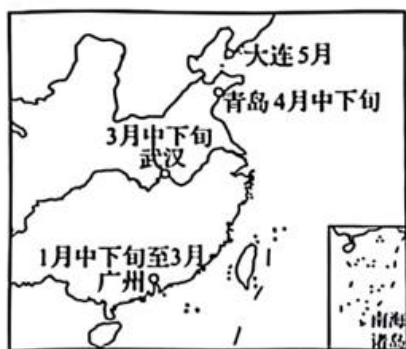 大连5月
青岛4月中下旬
3月中下旬
武汉
1月中下旬至3月
广州
南海
诸岛